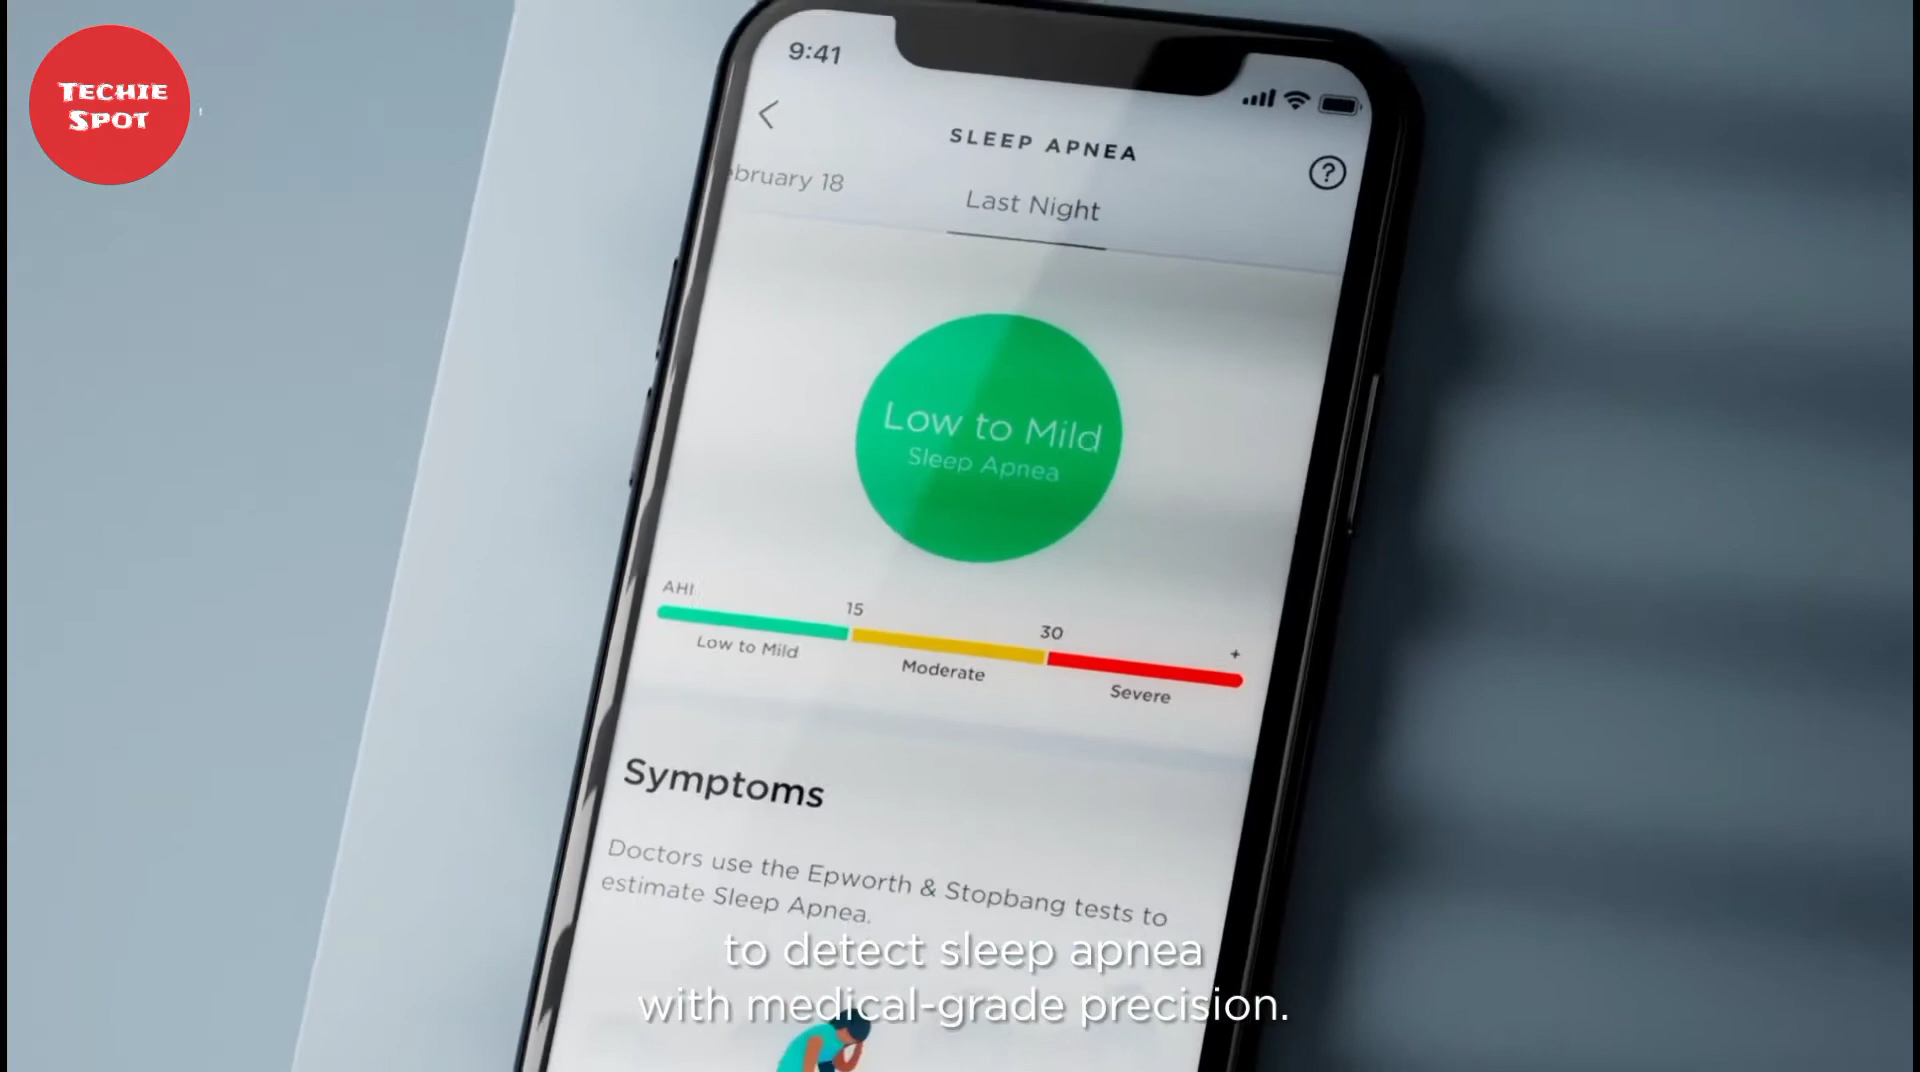 TECHIE
SPOT
9:41
SLEEP APNEA
ebruary 18
Last Night
?
Low to Mild
Sleep Apnea
AHI
15
30
+
Low to Mild
Moderate
Severe
Symptoms
Doctors use the Epworth & Stopbang tests to
estimate Sleep Apnea.
to detect sleep apnea
with medical-grade precision.